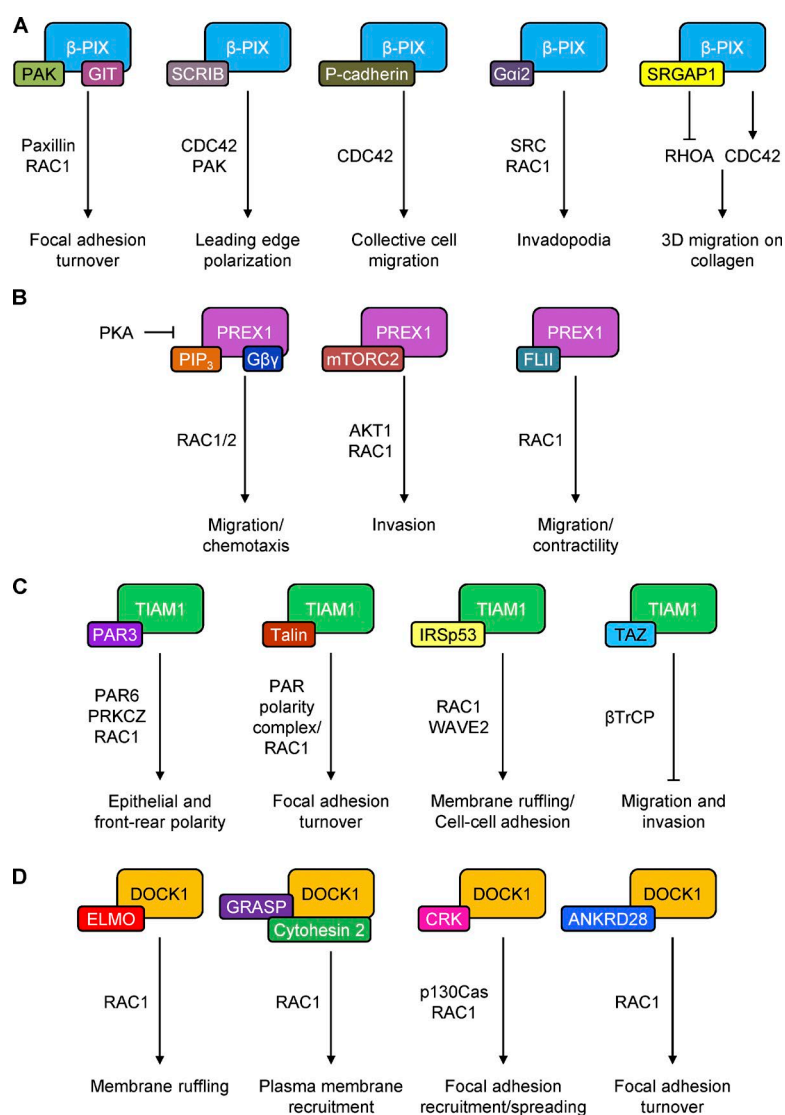 A
β-PIX
PAK
GIT
Paxillin
RAC1
Focal adhesion
turnover
β-PIX
SCRIB
CDC42
PAK
Leading edge
polarization
β-PIX
P-cadherin
CDC42
Collective cell
migration
β-PIX
Gαi2
SRC
RAC1
Invadopodia
β-PIX
SRGAP1
RHOA
CDC42
3D migration on
collagen
B
PKA
PREX1
PIP₃
Gβγ
RAC1/2
Migration/
chemotaxis
PREX1
mTORC2
AKT1
RAC1
Invasion
PREX1
FLII
RAC1
Migration/
contractility
C
TIAM1
PAR3
PAR6
PRKCZ
RAC1
Epithelial and
front-rear polarity
TIAM1
Talin
PAR
polarity
complex/
RAC1
Focal adhesion
turnover
TIAM1
IRSp53
RAC1
WAVE2
Membrane ruffling/
Cell-cell adhesion
TIAM1
TAZ
βTrCP
Migration and
invasion
D
DOCK1
ELMO
RAC1
Membrane ruffling
DOCK1
GRASP
Cytohesin 2
RAC1
Plasma membrane
recruitment
DOCK1
CRK
p130Cas
RAC1
Focal adhesion
recruitment/spreading
DOCK1
ANKRD28
RAC1
Focal adhesion
turnover